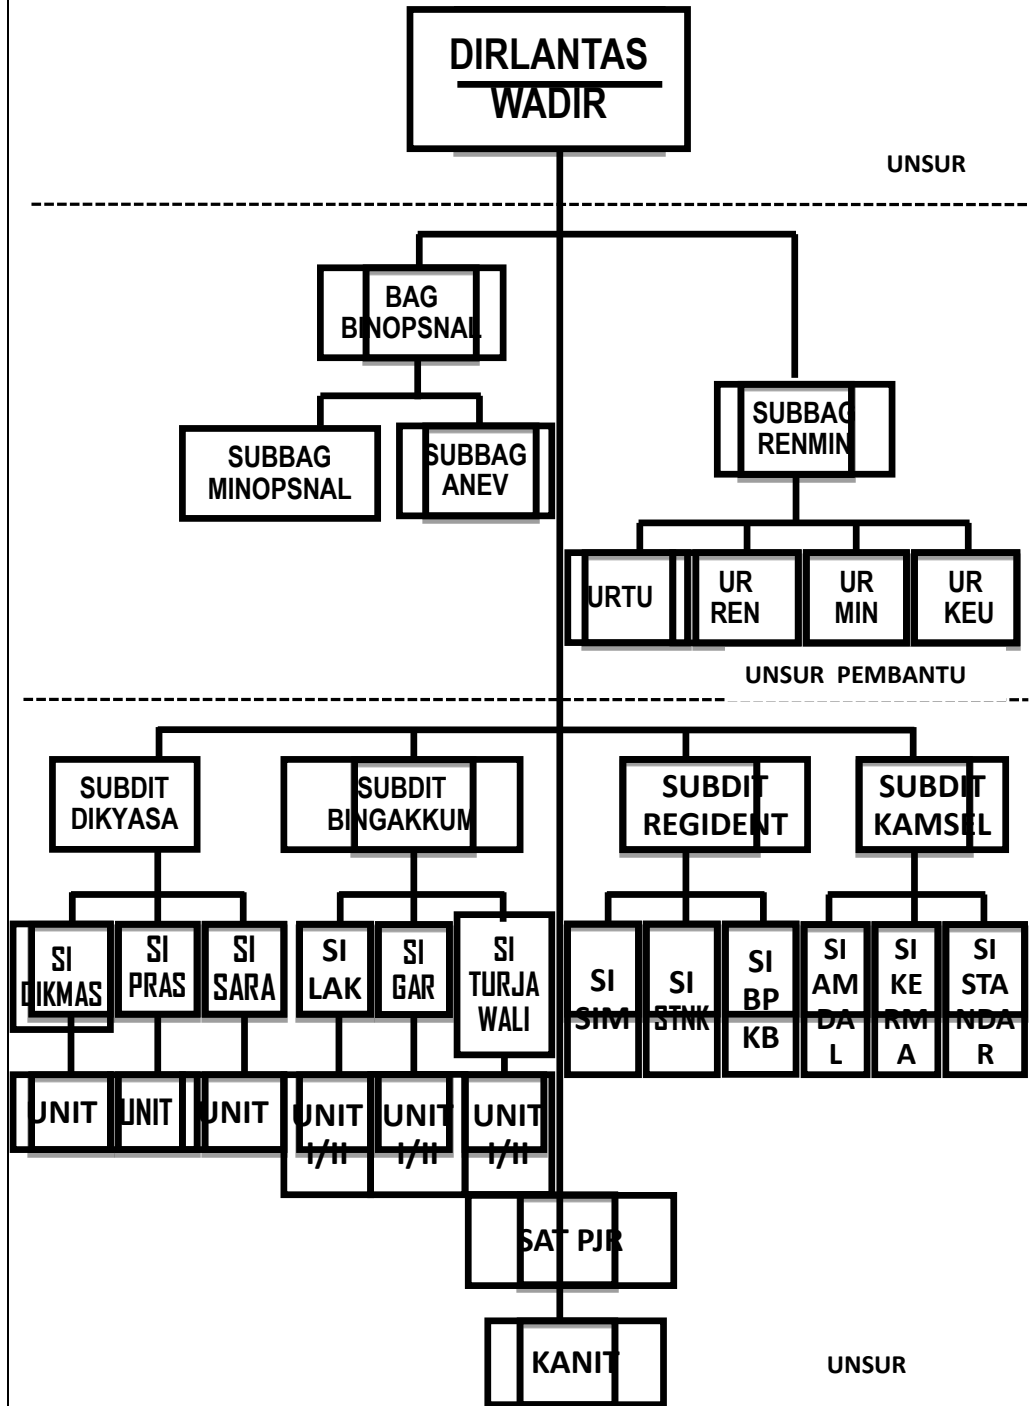 DIRLANTAS
WADIR
UNSUR
BAG
BINOPSNAL
SUBBAG
MINOPSNAL
SUBBAG
ANEV
SUBBAG
RENMIN
URTU
UR
REN
UR
MIN
UR
KEU
UNSUR PEMBANTU
SUBDIT
DIKYASA
SUBDIT
BINGAKKUM
SUBDIT
REGIDENT
SUBDIT
KAMSEL
SI
DIKMAS
SI
PRAS
SI
SARA
SI
LAK
SI
GAR
SI
TURJA
WALI
SI
SIM
SI
STNK
SI
BP
KB
SI
AM
DA
L
SI
KE
RM
A
SI
STA
NDA
R
UNIT
UNIT
UNIT
UNIT
I/II
UNIT
I/II
UNIT
I/II
SAT PJR
KANIT
UNSUR